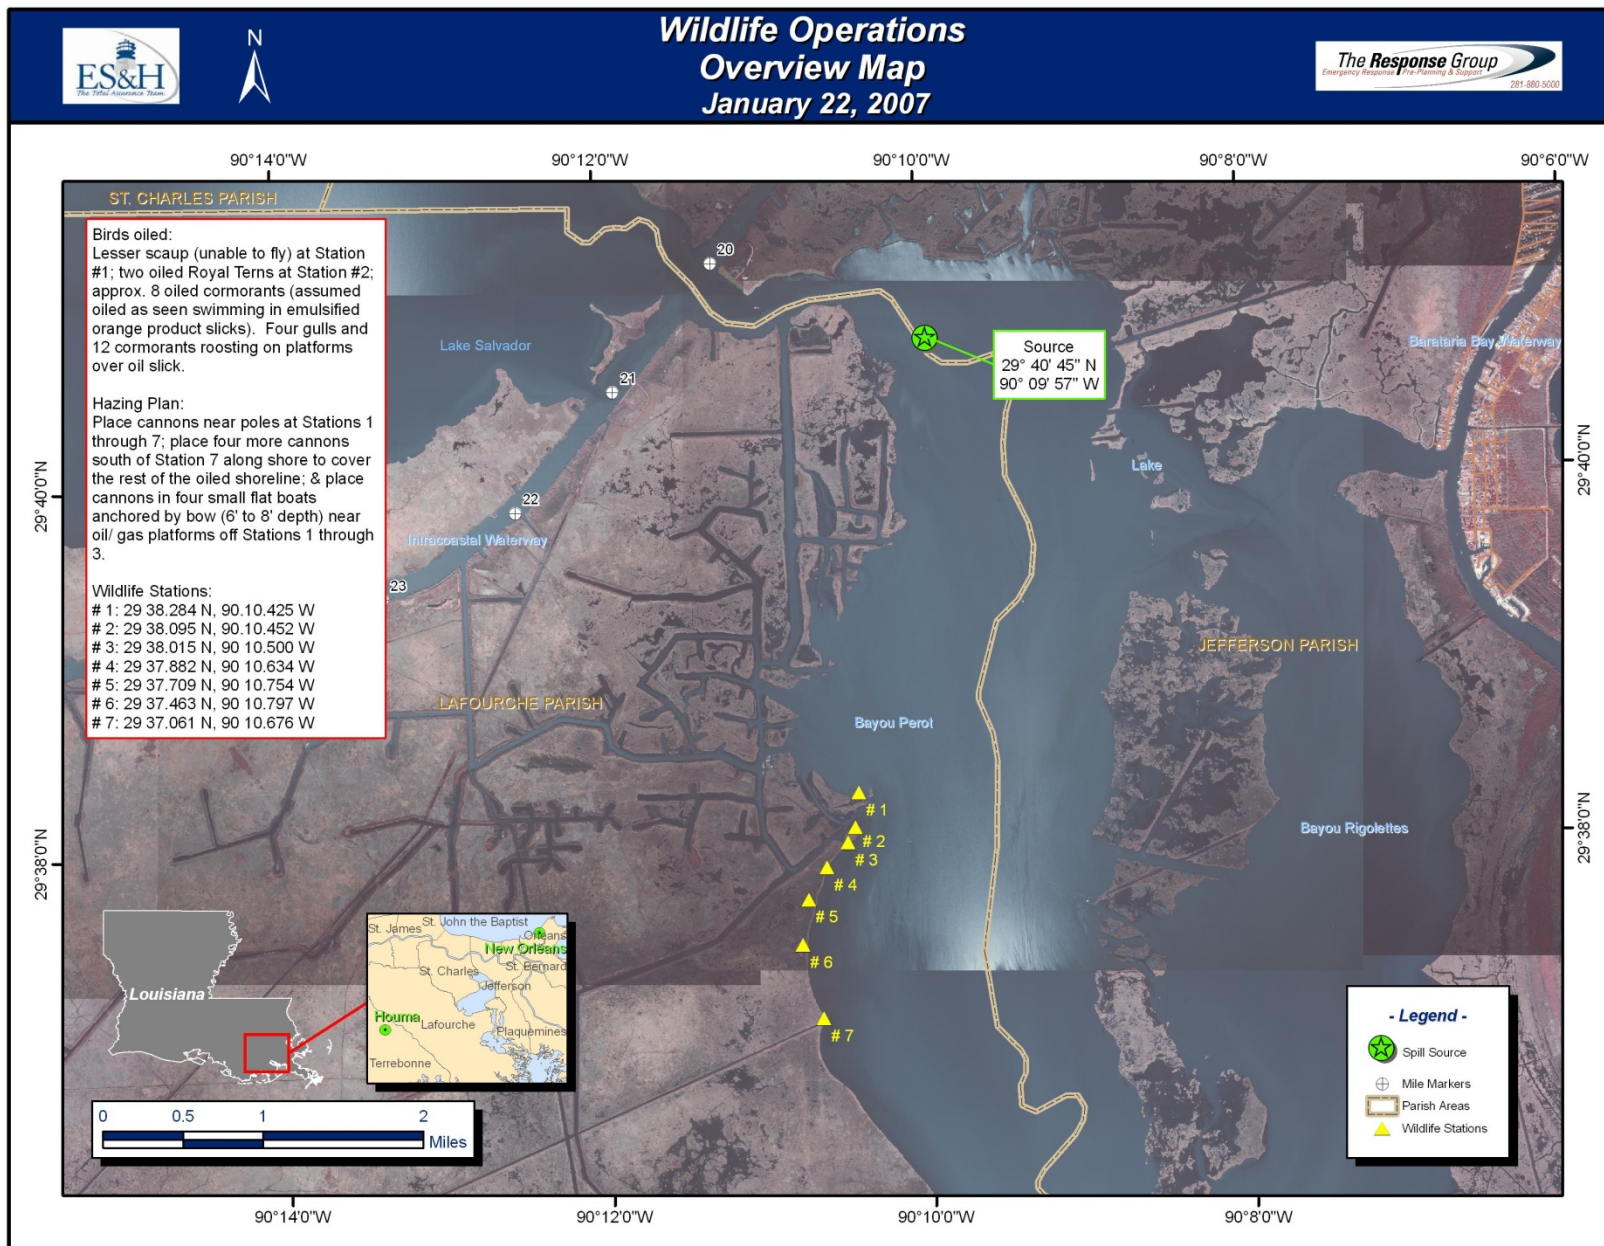 Wildlife Operations
Overview Map
January 22, 2007
ES&H
The Total Assurance Team
N
The Response Group
Emergency Response Pre-Planning & Support
281-880-5000
90°14'0"W
90°12'0"W
90°10'0"W
90°8'0"W
90°6'0"W
ST. CHARLES PARISH
Birds oiled:
Lesser scaup (unable to fly) at Station
#1; two oiled Royal Terns at Station #2;
approx. 8 oiled cormorants (assumed
oiled as seen swimming in emulsified
orange product slicks). Four gulls and
12 cormorants roosting on platforms
over oil slick.
Hazing Plan:
Place cannons near poles at Stations 1
through 7; place four more cannons
south of Station 7 along shore to cover
the rest of the oiled shoreline; & place
cannons in four small flat boats
anchored by bow (6' to 8' depth) near
oil/ gas platforms off Stations 1 through
3.
Wildlife Stations:
# 1: 29 38.284 N, 90.10.425 W
# 2: 29 38.095 N, 90.10.452 W
# 3: 29 38.015 N, 90 10.500 W
# 4: 29 37.882 N, 90 10.634 W
# 5: 29 37.709 N, 90 10.754 W
# 6: 29 37.463 N, 90 10.797 W
# 7: 29 37.061 N, 90 10.676 W
20
21
22
23
Lake Salvador
Intracoastal Waterway
Source
29° 40' 45" N
90° 09' 57" W
Barataria Bay Waterway
Lake
29°40'0"N
29°40'0"N
JEFFERSON PARISH
LAFOURCHE PARISH
Bayou Perot
Bayou Rigolettes
29°38'0"N
29°38'0"N
# 1
# 2
# 3
# 4
# 5
# 6
# 7
Louisiana
St. John the Baptist
St. James
Orleans
New Orleans
St. Charles
St. Bernard
Jefferson
Houma
Lafourche
Plaquemines
Terrebonne
0
0.5
1
2
Miles
- Legend -
Spill Source
Mile Markers
Parish Areas
Wildlife Stations
90°14'0"W
90°12'0"W
90°10'0"W
90°8'0"W